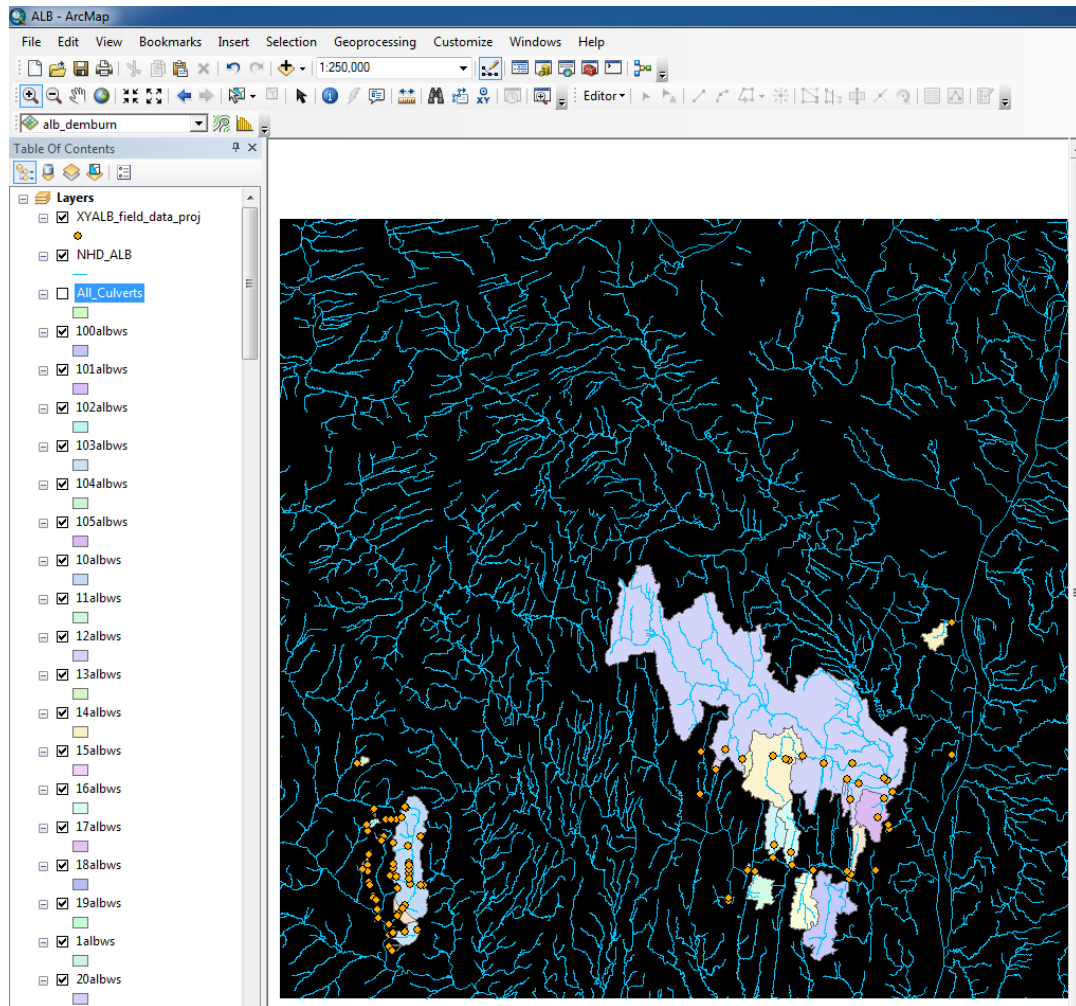 ALB - ArcMap
File Edit View Bookmarks Insert Selection Geoprocessing Customize Windows Help
1:250,000
XY Editor
alb_demburn
Table Of Contents
Layers
XYALB_field_data_proj
NHD_ALB
All_Culverts
100albws
101albws
102albws
103albws
104albws
105albws
10albws
11albws
12albws
13albws
14albws
15albws
16albws
17albws
18albws
19albws
1albws
20albws